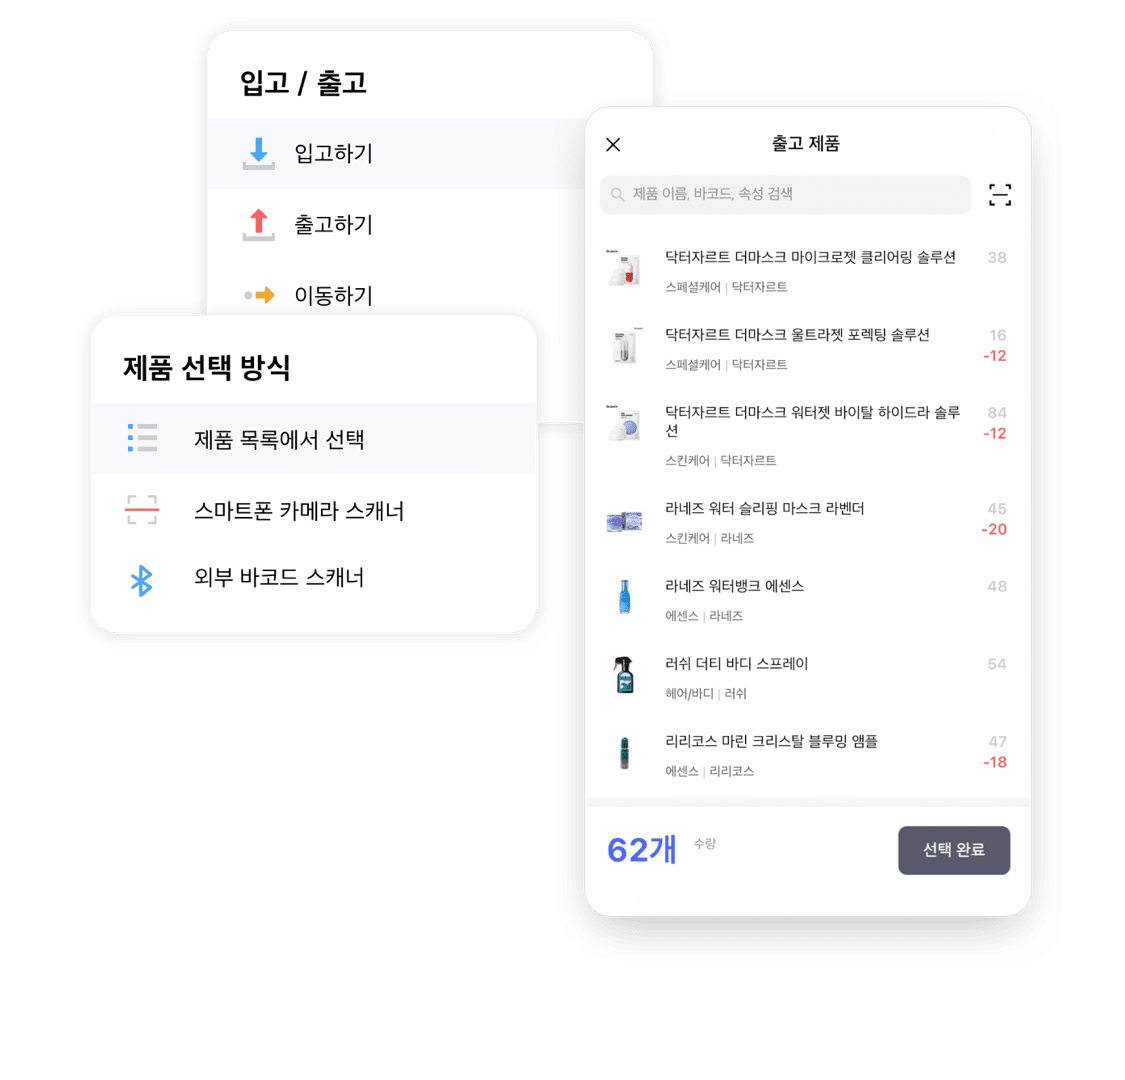 입고 / 출고
입고하기
출고하기
이동하기
제품 선택 방식
제품 목록에서 선택
스마트폰 카메라 스캐너
외부 바코드 스캐너
출고 제품
제품 이름, 바코드, 속성 검색
닥터자르트 더마스크 마이크로젯 클리어링 솔루션 38
스페셜케어 | 닥터자르트
닥터자르트 더마스크 울트라젯 포렉팅 솔루션 16
-12
스페셜케어 | 닥터자르트
닥터자르트 더마스크 워터젯 바이탈 하이드라 솔루 84
션 -12
스킨케어 | 닥터자르트
라네즈 워터 슬리핑 마스크 라벤더 45
-20
스킨케어 | 라네즈
라네즈 워터뱅크 에센스 48
에센스 | 라네즈
러쉬 더티 바디 스프레이 54
헤어/바디 | 러쉬
리리코스 마린 크리스탈 블루밍 앰플 47
-18
에센스 | 리리코스
62개 수량
선택 완료